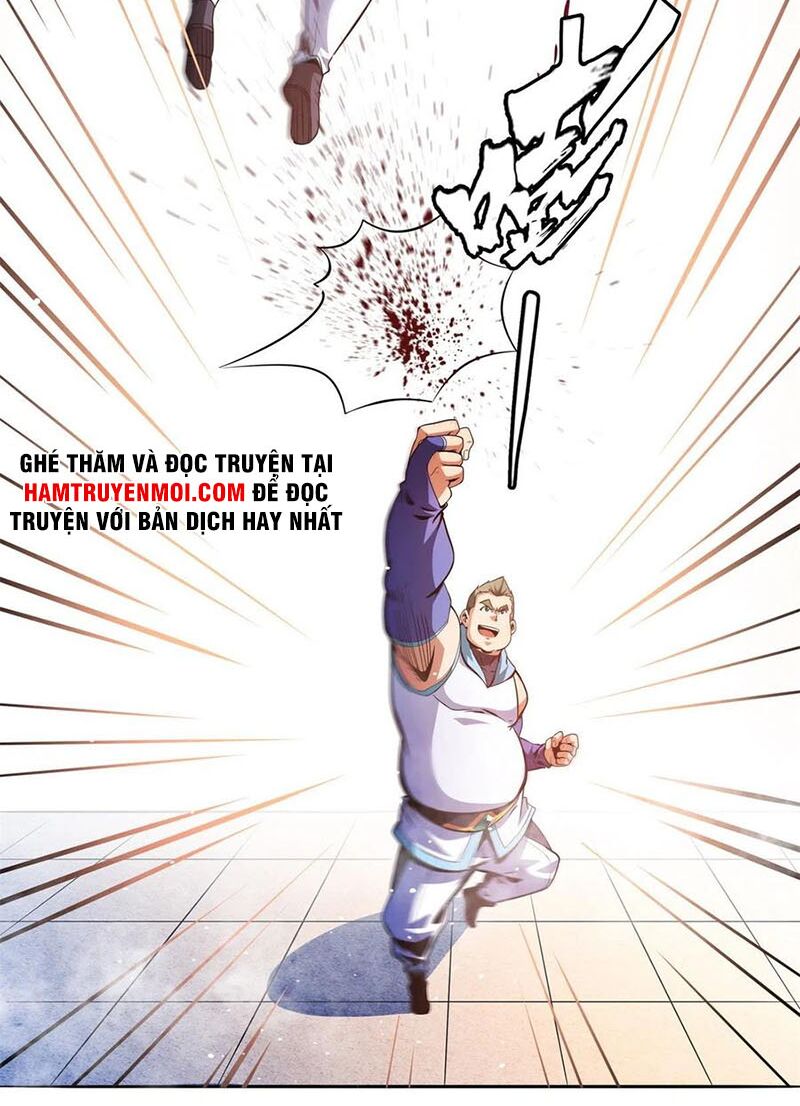 GHÉ THĂM VÀ ĐỌC TRUYỆN TẠI
HAMTRUYENMOI.COM ĐỂ ĐỌC
TRUYỆN VỚI BẢN DỊCH HAY NHẤT